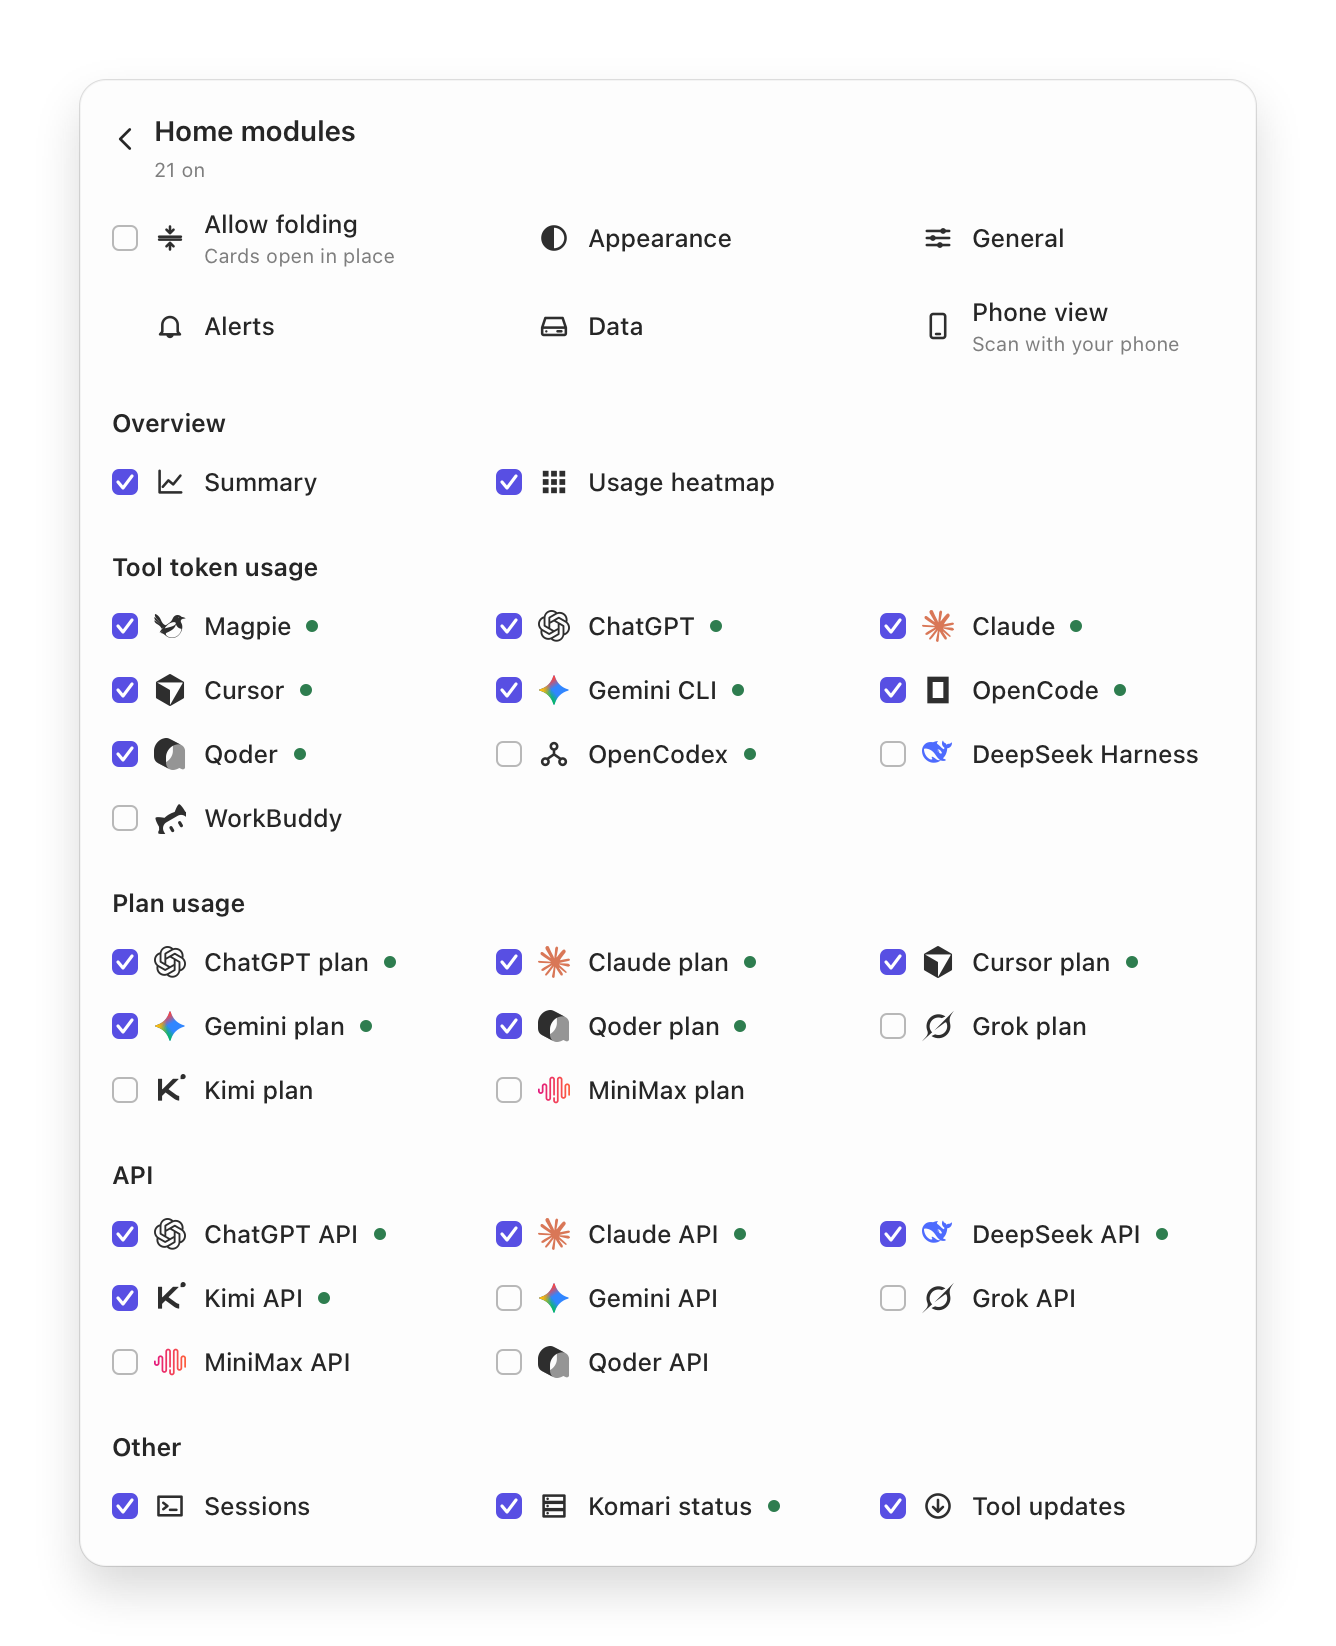 Home modules
21 on
Allow folding
Cards open in place
Appearance
General
Alerts
Data
Phone view
Scan with your phone
Overview
Summary
Usage heatmap
Tool token usage
Magpie
ChatGPT
Claude
Cursor
Gemini CLI
OpenCode
Qoder
OpenCodex
DeepSeek Harness
WorkBuddy
Plan usage
ChatGPT plan
Claude plan
Cursor plan
Gemini plan
Qoder plan
Grok plan
Kimi plan
MiniMax plan
API
ChatGPT API
Claude API
DeepSeek API
Kimi API
Gemini API
Grok API
MiniMax API
Qoder API
Other
Sessions
Komari status
Tool updates